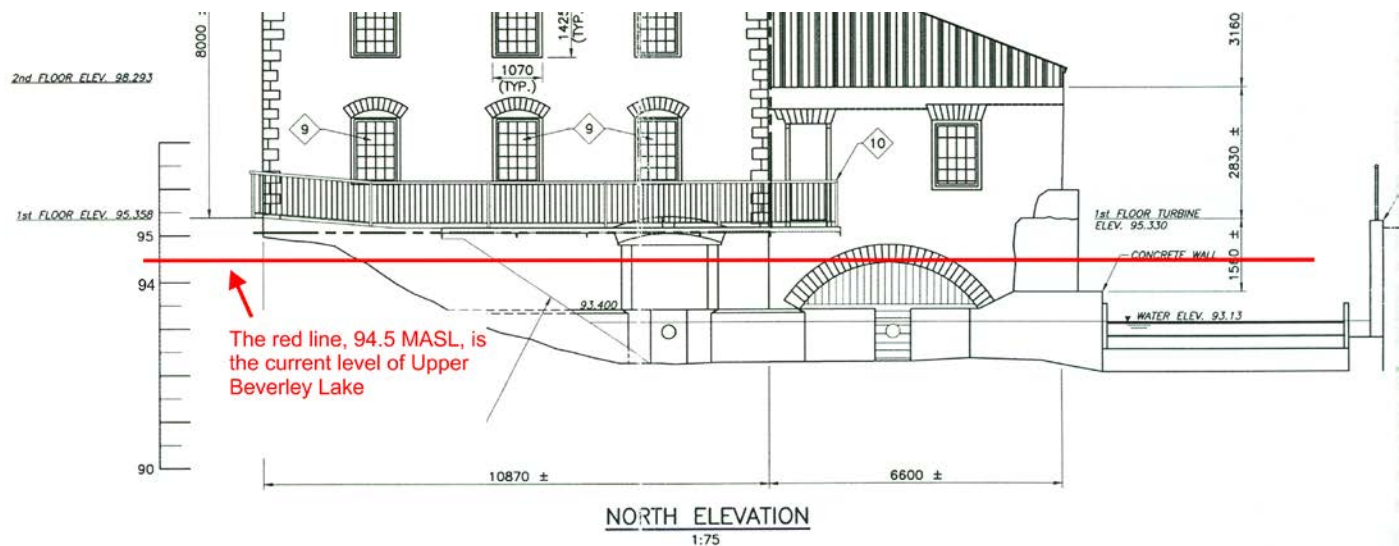 8000 ±
1425
(TYP.)
1070
(TYP.)
3160
2nd FLOOR ELEV. 98.293
9
9
10
2830 ±
1st FLOOR ELEV. 95.358
1st FLOOR TURBINE
ELEV. 95.330
95
CONCRETE WALL
1580 ±
94
93.400
WATER ELEV. 93.13
The red line, 94.5 MASL, is
the current level of Upper
Beverley Lake
90
10870 ±
6600 ±
NORTH ELEVATION
1:75